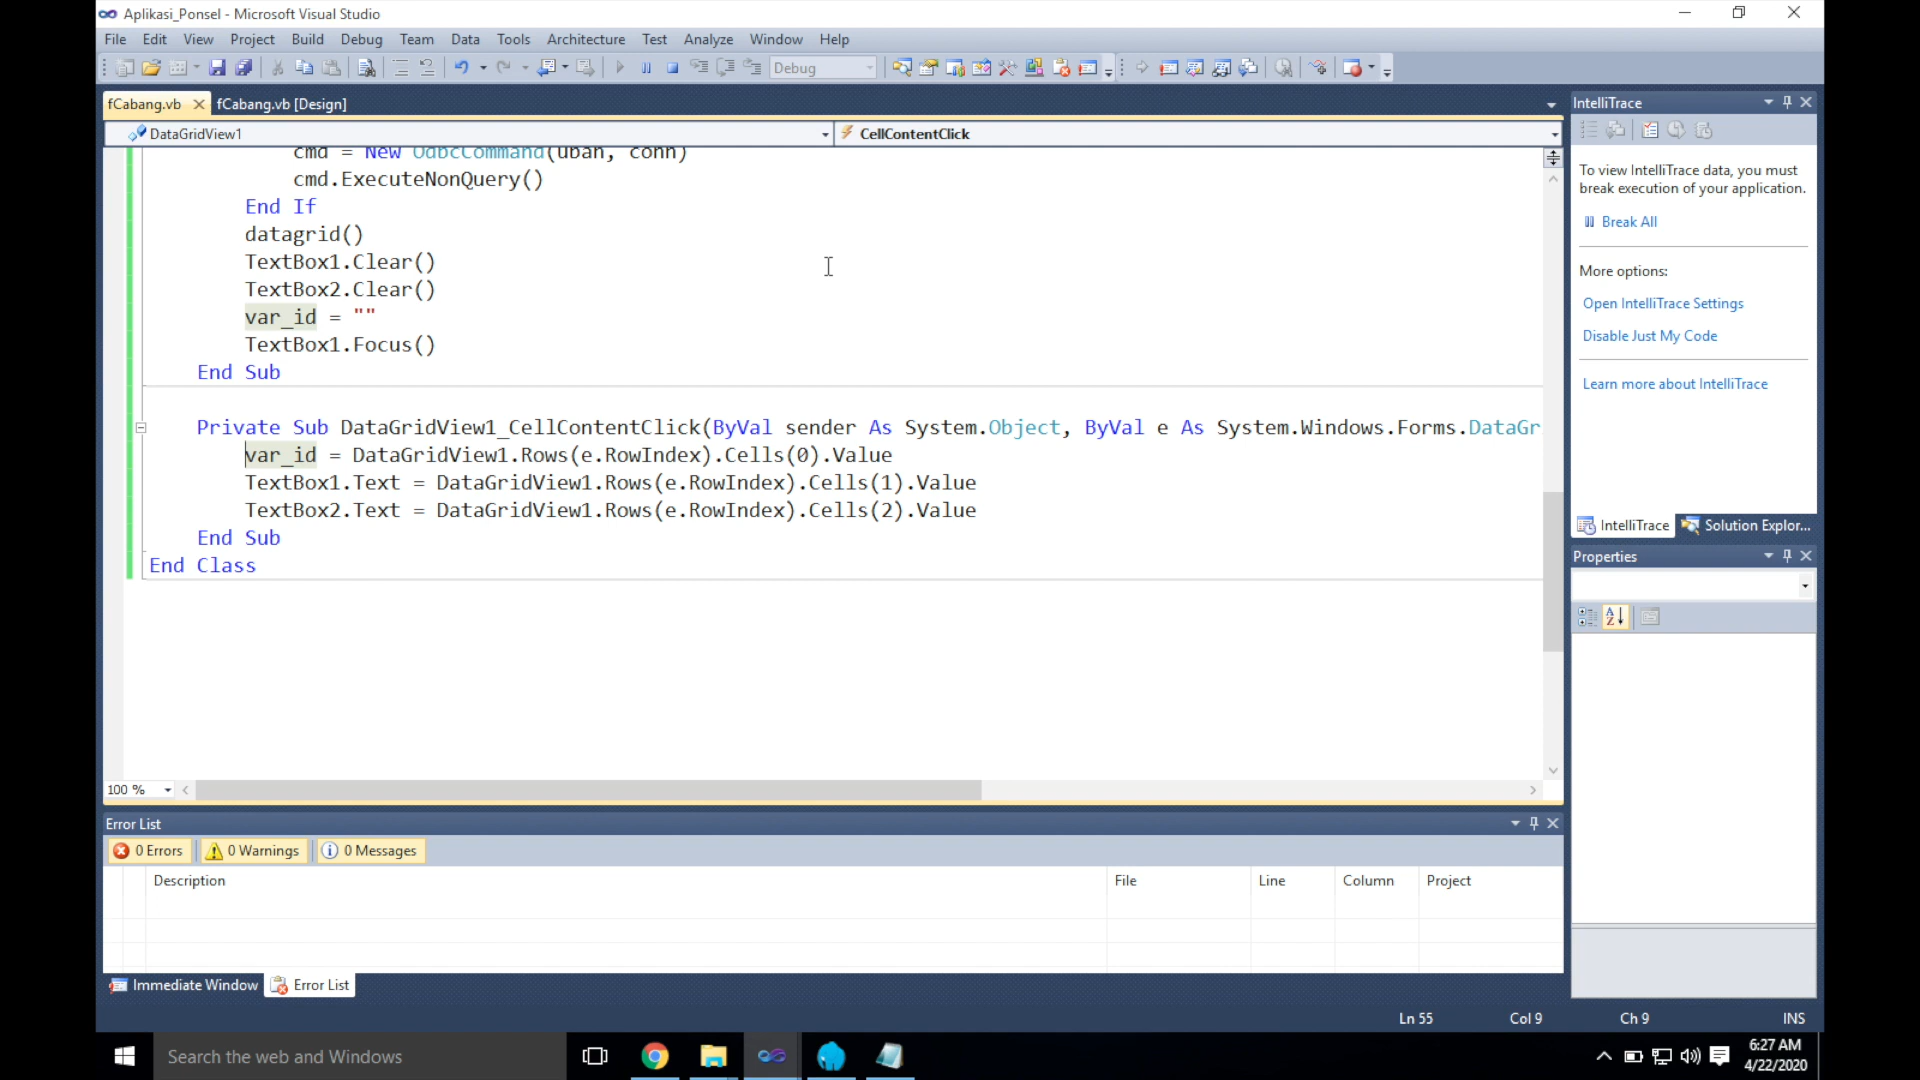 Aplikasi_Ponsel - Microsoft Visual Studio
File Edit View Project Build Debug Team Data Tools Architecture Test Analyze Window Help
Debug
fCabang.vb fCabang.vb [Design]
DataGridView1
CellContentClick
cmd = New OdbcCommand(ubah, conn)
cmd.ExecuteNonQuery()
End If
datagrid()
TextBox1.Clear()
TextBox2.Clear()
var_id = ""
TextBox1.Focus()
End Sub
Private Sub DataGridView1_CellContentClick(ByVal sender As System.Object, ByVal e As System.Windows.Forms.DataGr
var_id = DataGridView1.Rows(e.RowIndex).Cells(0).Value
TextBox1.Text = DataGridView1.Rows(e.RowIndex).Cells(1).Value
TextBox2.Text = DataGridView1.Rows(e.RowIndex).Cells(2).Value
End Sub
End Class
100 %
IntelliTrace
To view IntelliTrace data, you must
break execution of your application.
Break All
More options:
Open IntelliTrace Settings
Disable Just My Code
Learn more about IntelliTrace
IntelliTrace Solution Explor...
Properties
Error List
0 Errors 0 Warnings 0 Messages
Description File Line Column Project
Immediate Window Error List
Ln 55 Col 9 Ch 9 INS
Search the web and Windows
6:27 AM
4/22/2020